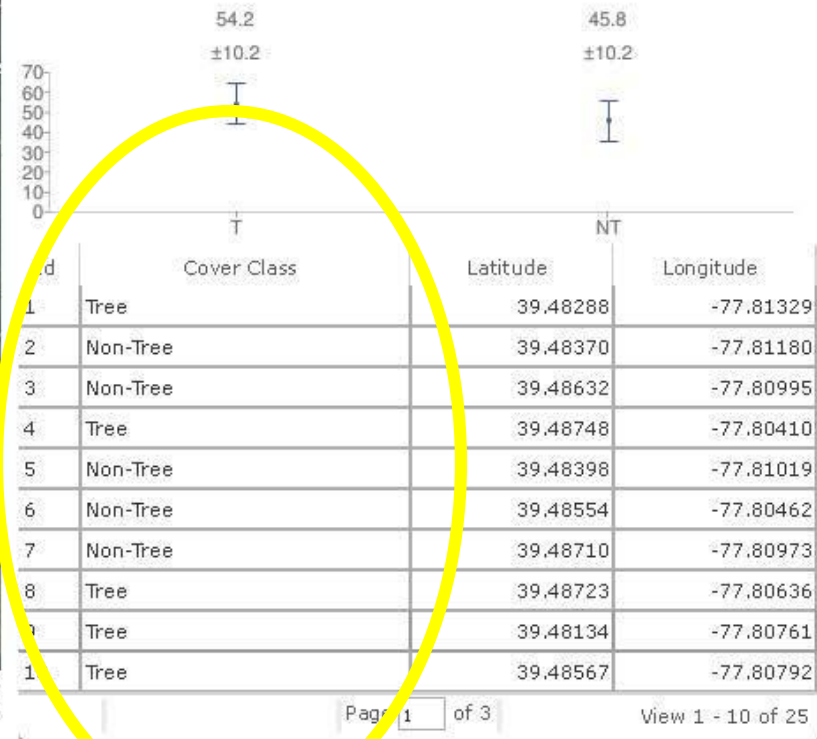 54.2 45.8
±10.2 ±10.2
70
60
50
40
30
20
10
0
T NT
d Cover Class Latitude Longitude
1 Tree 39.48288 -77.81329
2 Non-Tree 39.48370 -77.81180
3 Non-Tree 39.48632 -77.80995
4 Tree 39.48748 -77.80410
5 Non-Tree 39.48398 -77.81019
6 Non-Tree 39.48554 -77.80462
7 Non-Tree 39.48710 -77.80973
8 Tree 39.48723 -77.80636
Tree 39.48134 -77.80761
1 Tree 39.48567 -77.80792
Page 1 of 3 View 1 - 10 of 25